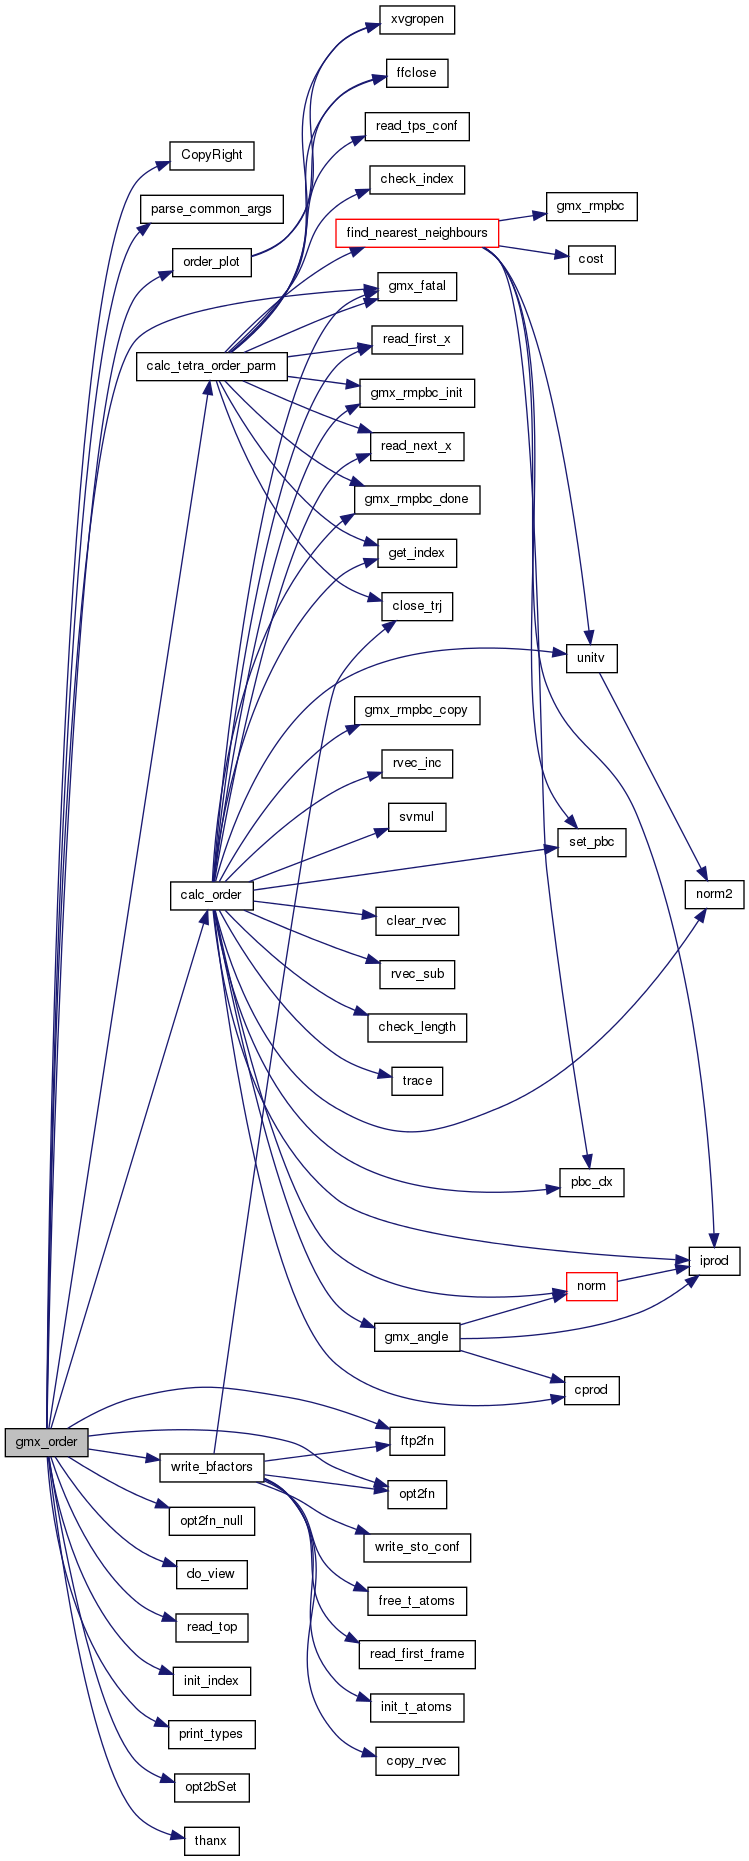 xvgropen
ffclose
read_tps_conf
CopyRight
check_index
parse_common_args
gmx_rmpbc
find_nearest_neighbours
order_plot
cost
gmx_fatal
read_first_x
calc_tetra_order_parm
gmx_rmpbc_init
read_next_x
gmx_rmpbc_done
get_index
close_trj
unitv
gmx_rmpbc_copy
rvec_inc
svmul
set_pbc
calc_order
norm2
clear_rvec
rvec_sub
check_length
trace
pbc_dx
iprod
norm
gmx_angle
cprod
gmx_order
ftp2fn
write_bfactors
opt2fn
opt2fn_null
write_sto_conf
do_view
free_t_atoms
read_top
read_first_frame
init_index
init_t_atoms
print_types
copy_rvec
opt2bSet
thanx